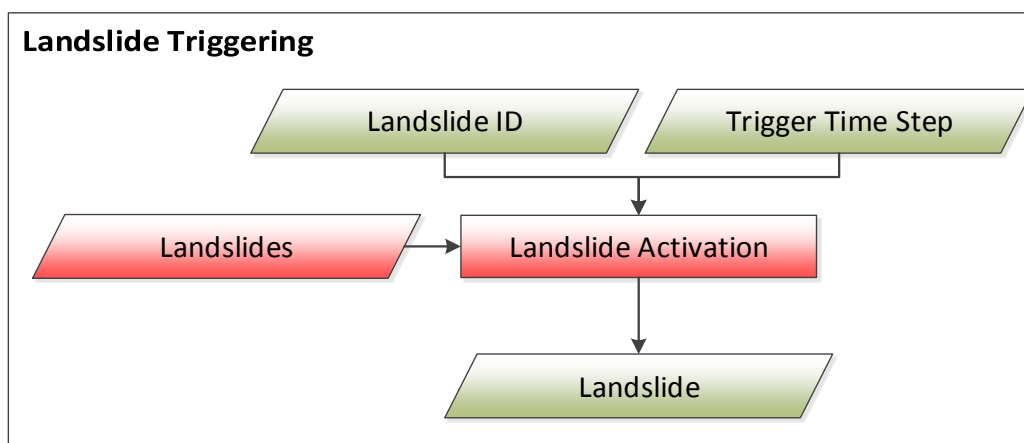 Landslide Triggering
Landslide ID
Trigger Time Step
Landslides
Landslide Activation
Landslide